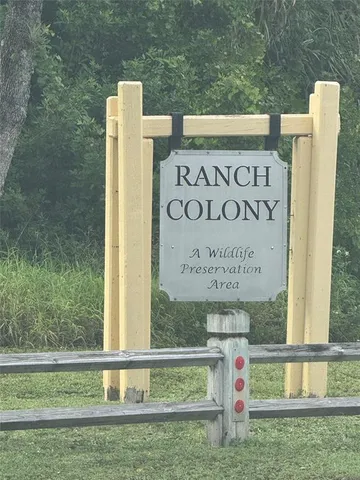 RANCH
COLONY
A Wildlife
Preservation
Area